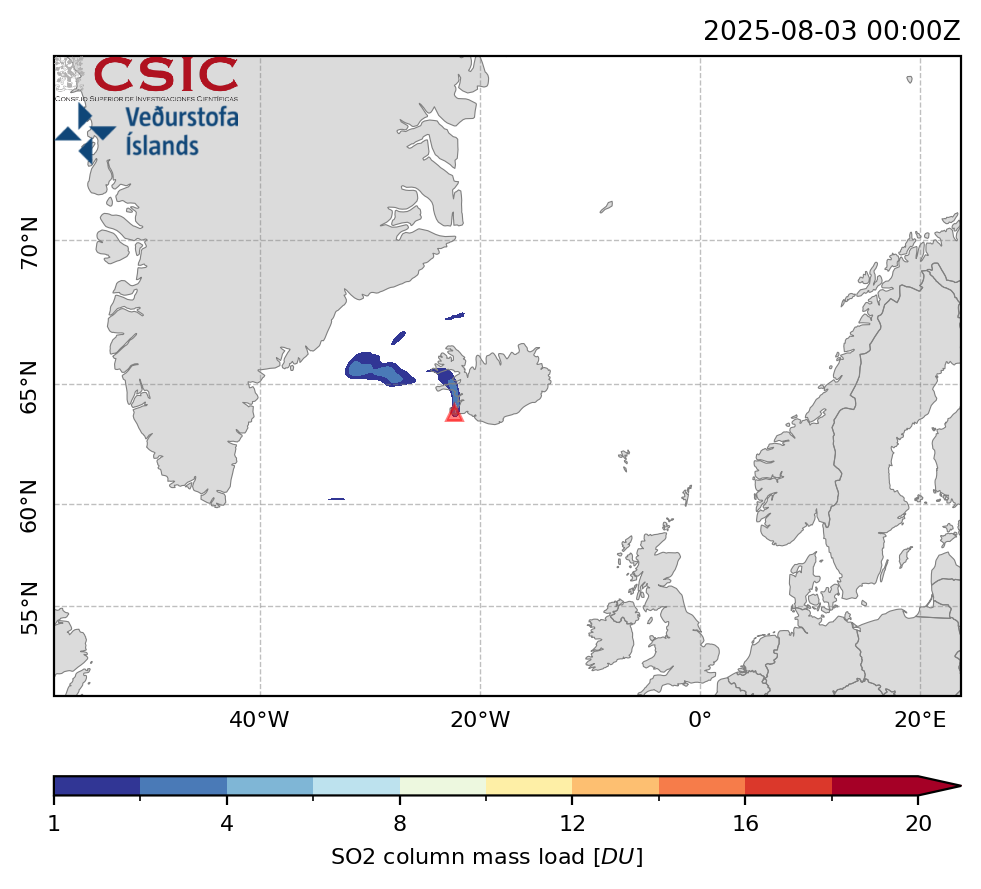 2025-08-03 00:00Z
CSIC
CONSEJO SUPERIOR DE INVESTIGACIONES CIENTÍFICAS
Veðurstofa
Íslands
70°N
65°N
60°N
55°N
40°W
20°W
0°
20°E
1
4
8
12
16
20
SO2 column mass load [DU]